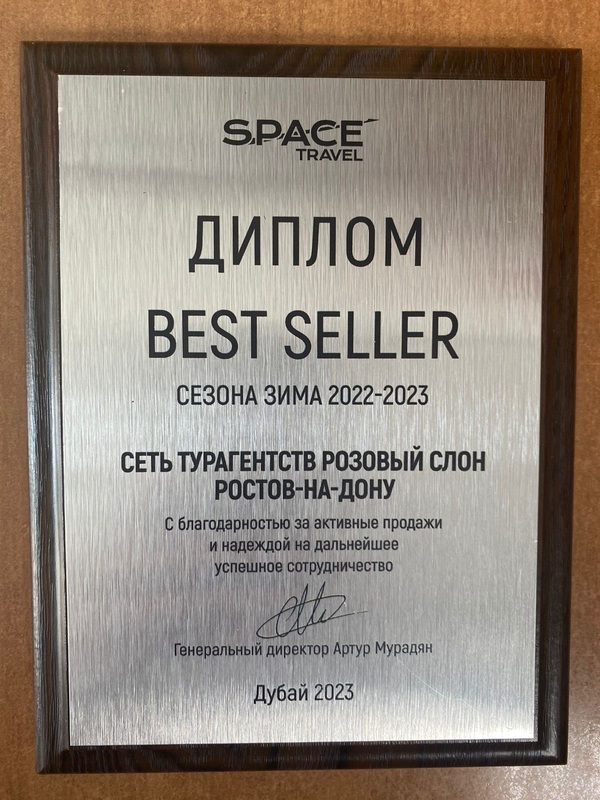 SPACE
TRAVEL
ДИПЛОМ
BEST SELLER
СЕЗОНА ЗИМА 2022-2023
СЕТЬ ТУРАГЕНТСТВ РОЗОВЫЙ СЛОН
РОСТОВ-НА-ДОНУ
С благодарностью за активные продажи
и надеждой на дальнейшее
успешное сотрудничество
Генеральный директор Артур Мурадян
Дубай 2023